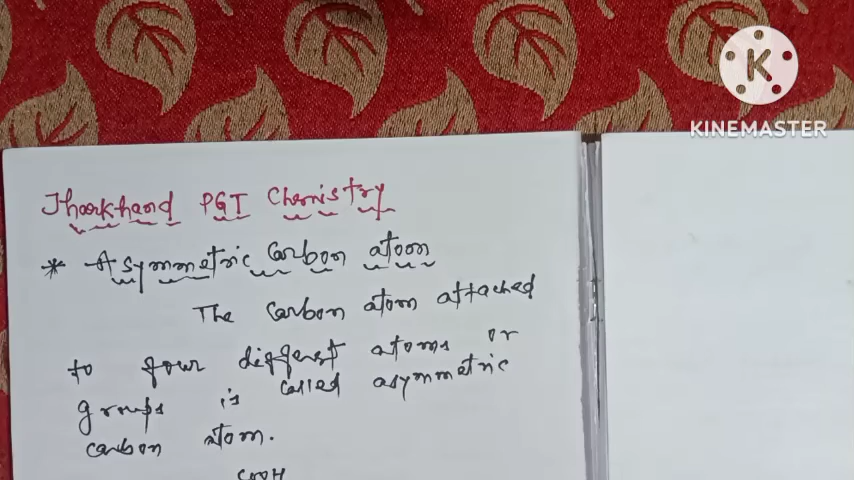 KINEMASTER
Jharkhand PGT Chemistry
* Asymmetric Carbon atom
The carbon atom attached
to four different atoms or
groups is called asymmetric
carbon atom.
COOH